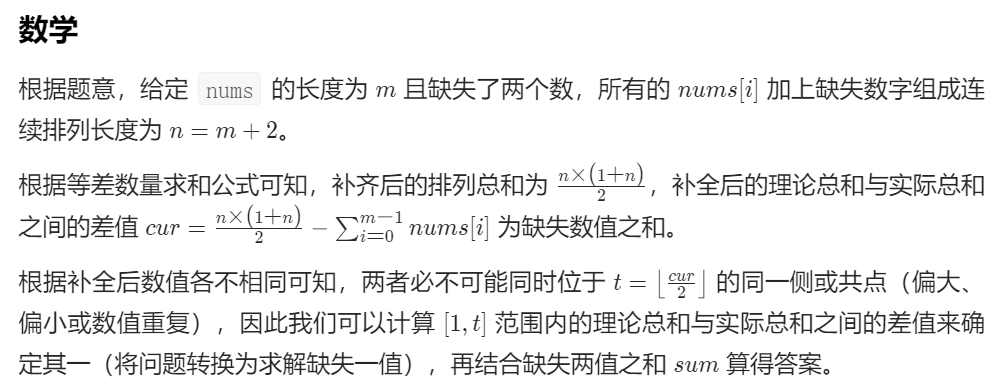 数学
根据题意，给定 nums 的长度为 m 且缺失了两个数，所有的 nums[i] 加上缺失数字组成连
续排列长度为 n = m + 2。
根据等差数量求和公式可知，补齐后的排列总和为 \frac{n×(1+n)}{2}，补全后的理论总和与实际总和
之间的差值 cur = \frac{n×(1+n)}{2} − \sum_{i=0}^{m−1} nums[i] 为缺失数值之和。
根据补全后数值各不相同可知，两者必不可能同时位于 t = ⌊\frac{cur}{2}⌋ 的同一侧或共点（偏大、
偏小或数值重复），因此我们可以计算 [1, t] 范围内的理论总和与实际总和之间的差值来确
定其一（将问题转换为求解缺失一值），再结合缺失两值之和 sum 算得答案。